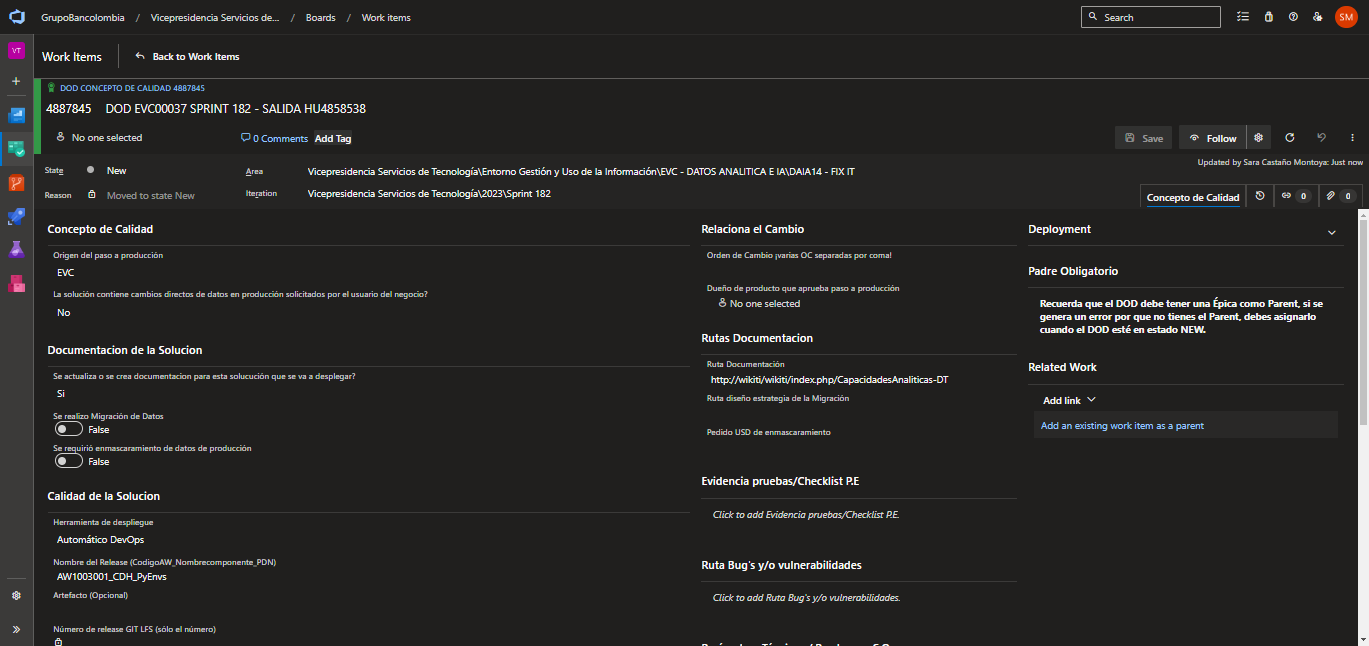 GrupoBancolombia / Vicepresidencia Servicios de... / Boards / Work items
Search
SM
VT
Work Items
Back to Work Items
DOD CONCEPTO DE CALIDAD 4887845
4887845 DOD EVC00037 SPRINT 182 - SALIDA HU4858538
No one selected
0 Comments
Add Tag
Save
Follow
Updated by Sara Castaño Montoya: Just now
State
New
Area
Vicepresidencia Servicios de Tecnología\Entorno Gestión y Uso de la Información\EVC - DATOS ANALITICA E IA\DAIA14 - FIX IT
Reason
Moved to state New
Iteration
Vicepresidencia Servicios de Tecnología\2023\Sprint 182
Concepto de Calidad
0
0
Concepto de Calidad
Origen del paso a producción
EVC
La solución contiene cambios directos de datos en producción solicitados por el usuario del negocio?
No
Documentacion de la Solucion
Se actualiza o se crea documentacion para esta solucución que se va a desplegar?
Si
Se realizo Migración de Datos
False
Se requirió enmascaramiento de datos de producción
False
Calidad de la Solucion
Herramienta de despliegue
Automático DevOps
Nombre del Release (CodigoAW_Nombrecomponente_PDN)
AW1003001_CDH_PyEnvs
Artefacto (Opcional)
Número de release GIT LFS (sólo el número)
Relaciona el Cambio
Orden de Cambio ¡varias OC separadas por coma!
Dueño de producto que aprueba paso a producción
No one selected
Rutas Documentacion
Ruta Documentación
http://wikiti/wikiti/index.php/CapacidadesAnaliticas-DT
Ruta diseño estrategia de la Migración
Pedido USD de enmascaramiento
Evidencia pruebas/Checklist P.E
Click to add Evidencia pruebas/Checklist P.E.
Ruta Bug's y/o vulnerabilidades
Click to add Ruta Bug's y/o vulnerabilidades.
Deployment
Padre Obligatorio
Recuerda que el DOD debe tener una Épica como Parent, si se
genera un error por que no tienes el Parent, debes asignarlo
cuando el DOD esté en estado NEW.
Related Work
Add link
Add an existing work item as a parent